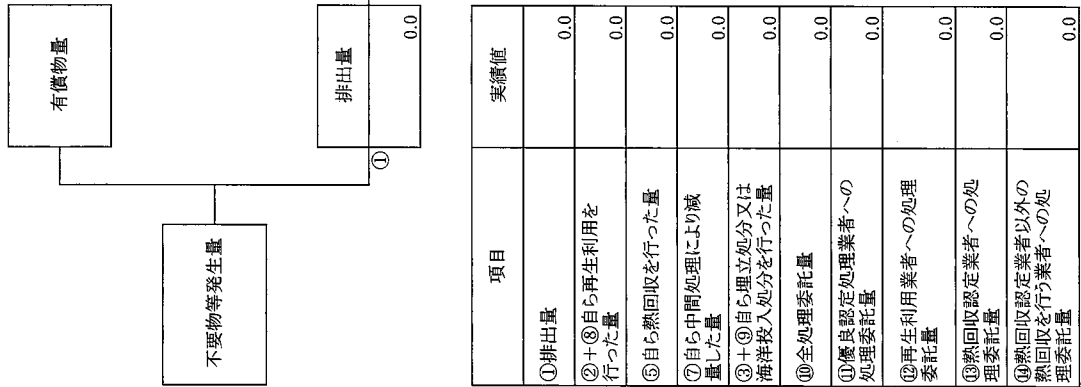 不要物等発生量
有償物量
①
排出量
0.0
項目
実績値
①排出量
0.0
②+⑧自ら再生利用を
行った量
0.0
⑤自ら熱回収を行った量
0.0
⑦自ら中間処理により減
量した量
0.0
③+⑨自ら埋立処分又は
海洋投入処分を行った量
0.0
⑩全処理委託量
0.0
⑪優良認定処理業者への
処理委託量
0.0
⑫再生利用業者への処理
委託量
0.0
⑬熱回収認定業者への処
理委託量
0.0
⑭熱回収認定業者以外の
熱回収を行う業者への処
理委託量
0.0